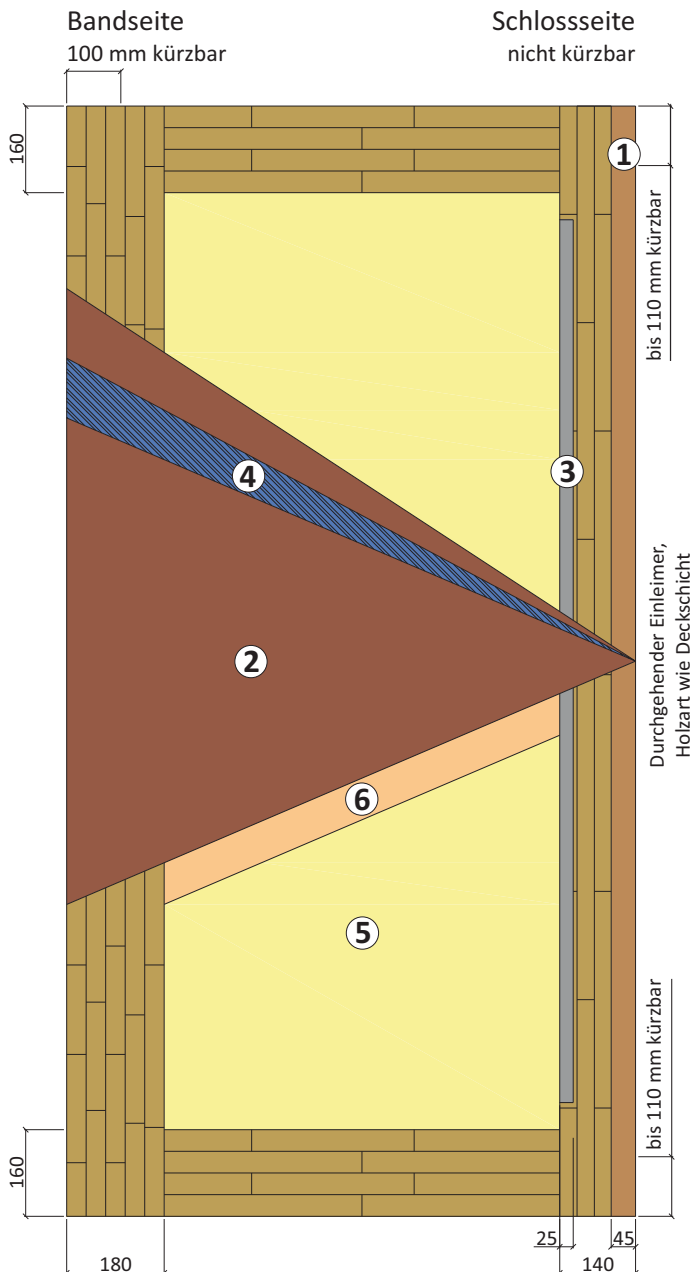 Bandseite
100 mm kürzbar
Schlossseite
nicht kürzbar
160
1
bis 110 mm kürzbar
4
3
2
Durchgehender Einleimer,
Holzart wie Deckschicht
6
5
bis 110 mm kürzbar
160
25
45
180
140